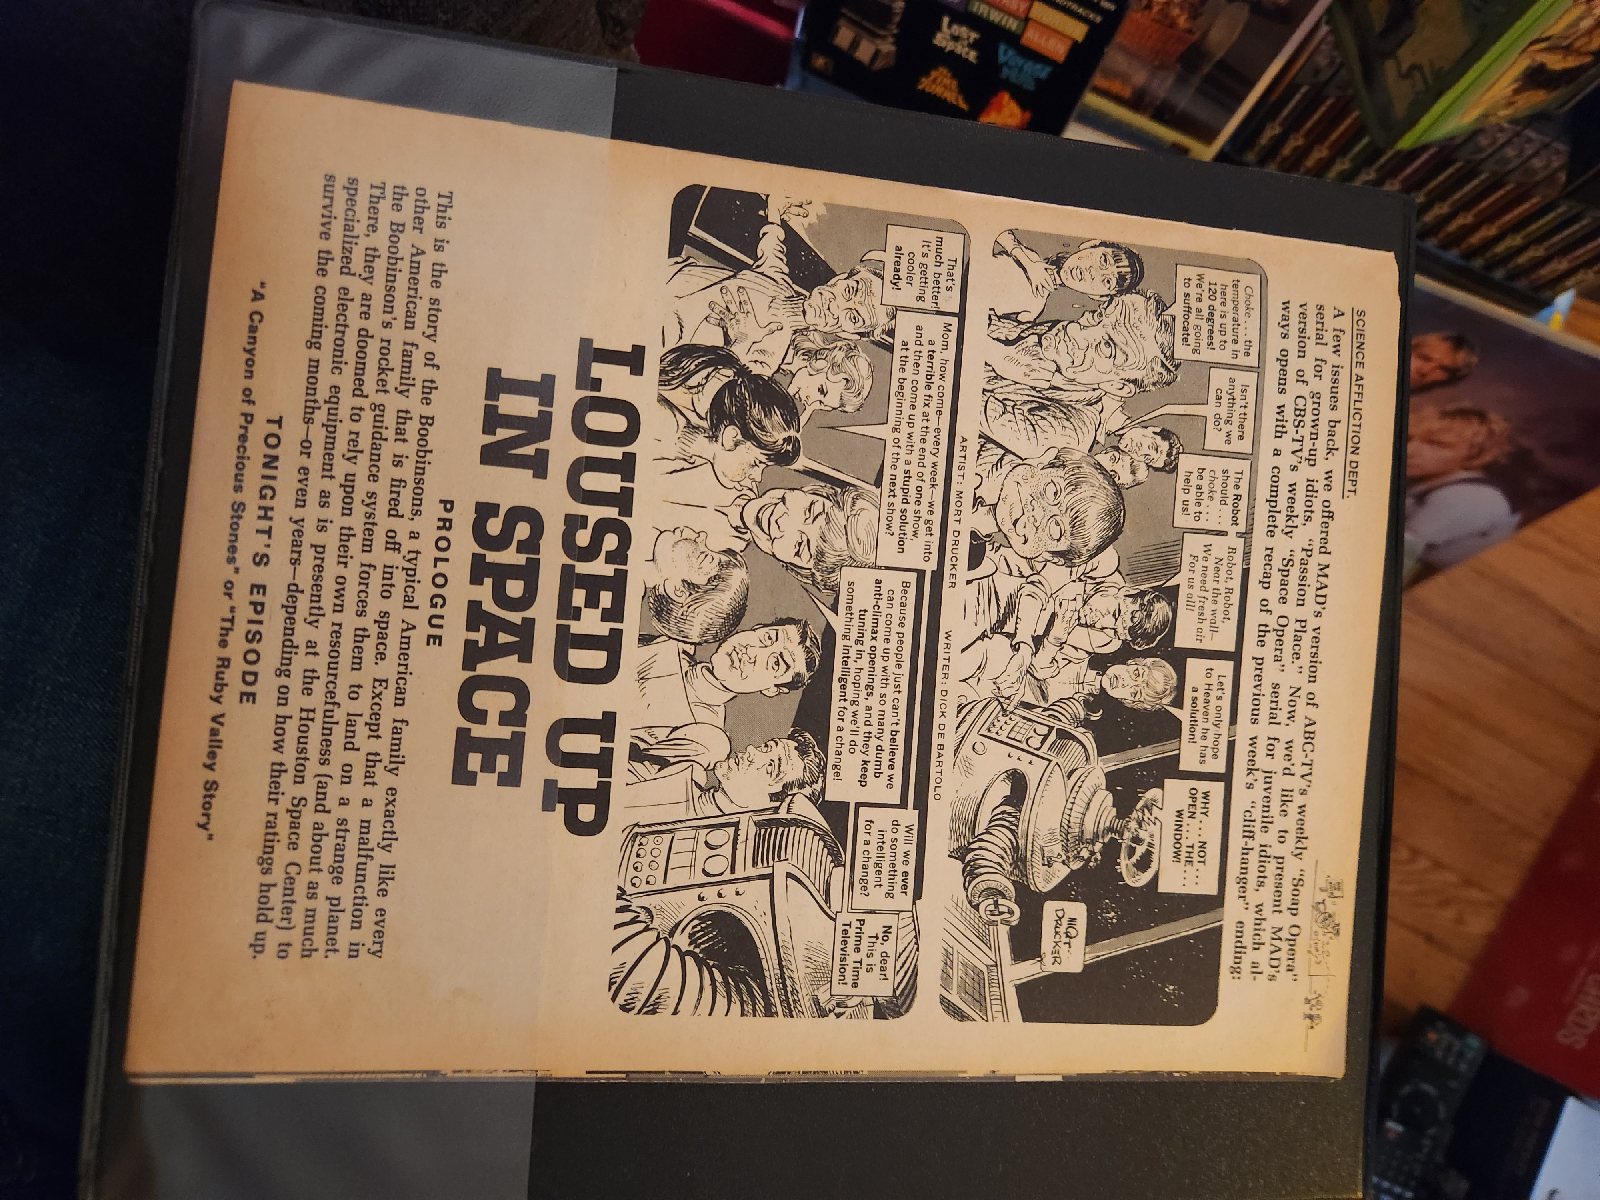 SCIENCE AFFLICTION DEPT.
A few issues back, we offered MAD's version of ABC-TV's weekly "Soap Opera"
serial for grown-up idiots, "Passion Place." Now, we'd like to present MAD's
version of CBS-TV's weekly "Space Opera" serial for juvenile idiots, which al-
ways opens with a complete recap of the previous week's "cliff-hanger" ending:
Choke....the
temperature in
here is up to
120 degrees!
We're all going
to suffocate!
Isn't there
anything we
can do?
The Robot
should ...
choke ...
be able to
help us!
Robot, Robot,
Near the wall—
We need fresh air
For us all!
Let's only hope
to Heaven he has
a solution!
WHY...NOT...
OPEN...THE...
WINDOW!
MORT
DRUCKER
ARTIST: MORT DRUCKER
WRITER: DICK DE BARTOLO
That's
much better!
It's getting
cooler
already!
Mom, how come—every week—we get into
a terrible fix at the end of one show,
and then come up with a stupid solution
at the beginning of the next show?
Because people just can't believe we
can come up with so many dumb
anti-climax openings, and they keep
tuning in, hoping we'll do
something intelligent for a change!
Will we ever
do something
intelligent
for a change?
No, dear!
This is
Prime Time
Television!
LOUSED UP
IN SPACE
PROLOGUE
This is the story of the Boobinsons, a typical American family exactly like every
other American family that is fired off into space. Except that a malfunction in
the Boobinson's rocket guidance system forces them to land on a strange planet.
There, they are doomed to rely upon their own resourcefulness (and about as much
specialized electronic equipment as is presently at the Houston Space Center) to
survive the coming months—or even years—depending on how their ratings hold up.
TONIGHT'S EPISODE
"A Canyon of Precious Stones" or "The Ruby Valley Story"
IRWIN
ALLEN
LOST
IN SPACE
THE TIME
TUNNEL